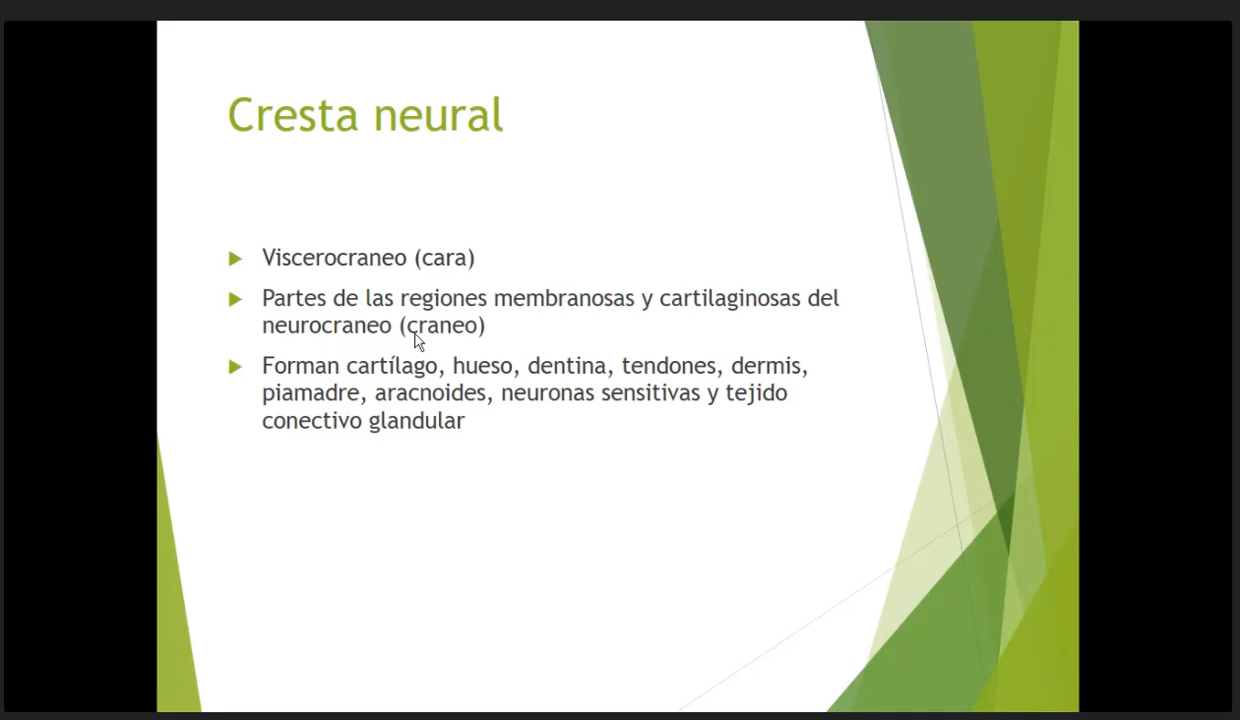 Cresta neural
Viscerocraneo (cara)
Partes de las regiones membranosas y cartilaginosas del
neurocraneo (craneo)
Forman cartílago, hueso, dentina, tendones, dermis,
piamadre, aracnoides, neuronas sensitivas y tejido
conectivo glandular